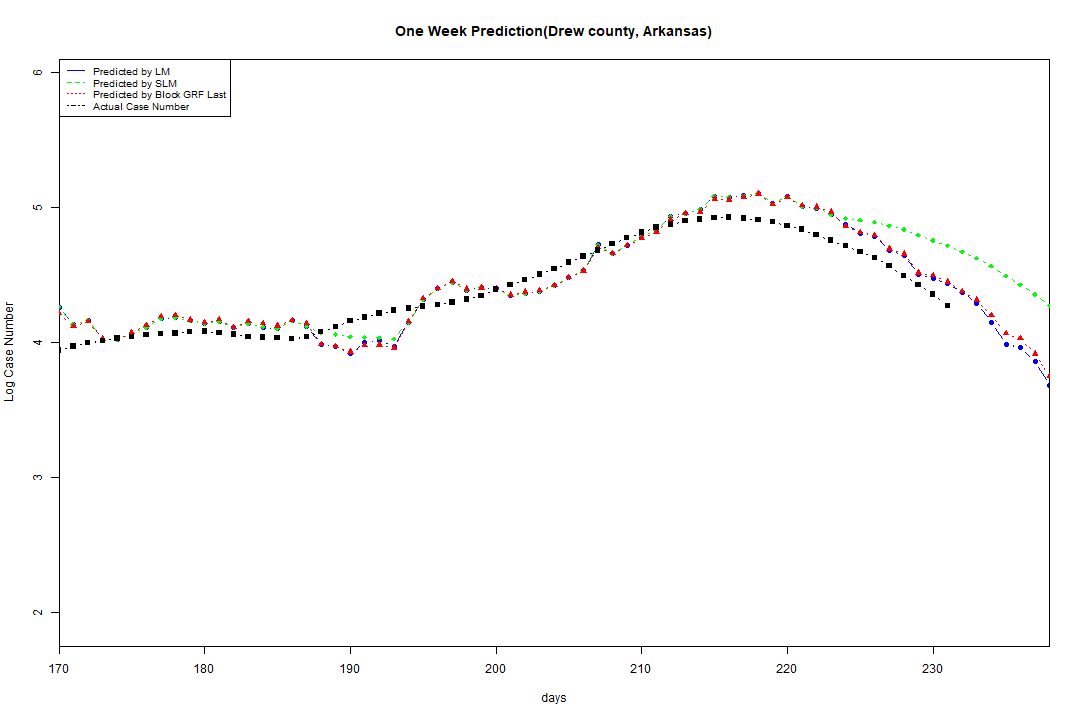 One Week Prediction(Drew county, Arkansas)
Predicted by LM
Predicted by SLM
Predicted by Block GRF Last
Actual Case Number
6
5
4
3
2
Log Case Number
170 180 190 200 210 220 230
days